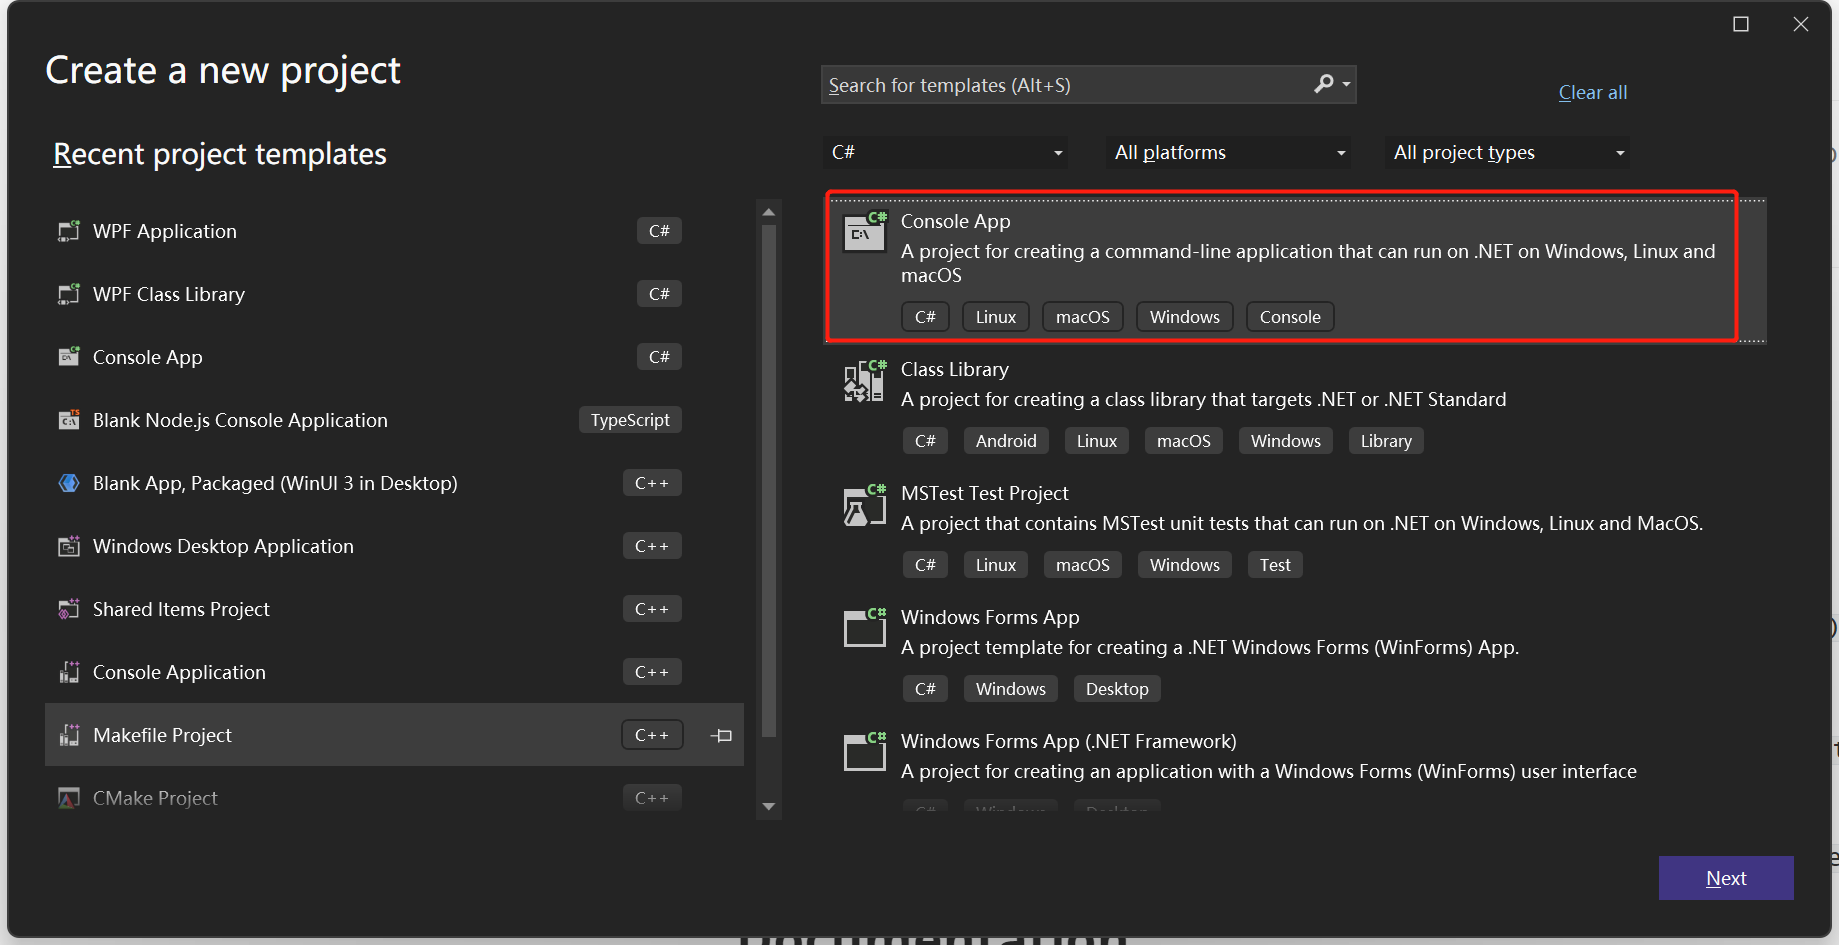 Create a new project
Search for templates (Alt+S)
Clear all
Recent project templates
C#
All platforms
All project types
WPF Application
C#
WPF Class Library
C#
Console App
C#
Blank Node.js Console Application
TypeScript
Blank App, Packaged (WinUI 3 in Desktop)
C++
Windows Desktop Application
C++
Shared Items Project
C++
Console Application
C++
Makefile Project
C++
CMake Project
C++
Console App
A project for creating a command-line application that can run on .NET on Windows, Linux and
macOS
C# Linux macOS Windows Console
Class Library
A project for creating a class library that targets .NET or .NET Standard
C# Android Linux macOS Windows Library
MSTest Test Project
A project that contains MSTest unit tests that can run on .NET on Windows, Linux and MacOS.
C# Linux macOS Windows Test
Windows Forms App
A project template for creating a .NET Windows Forms (WinForms) App.
C# Windows Desktop
Windows Forms App (.NET Framework)
A project for creating an application with a Windows Forms (WinForms) user interface
C# Windows Desktop
Next
Documentation